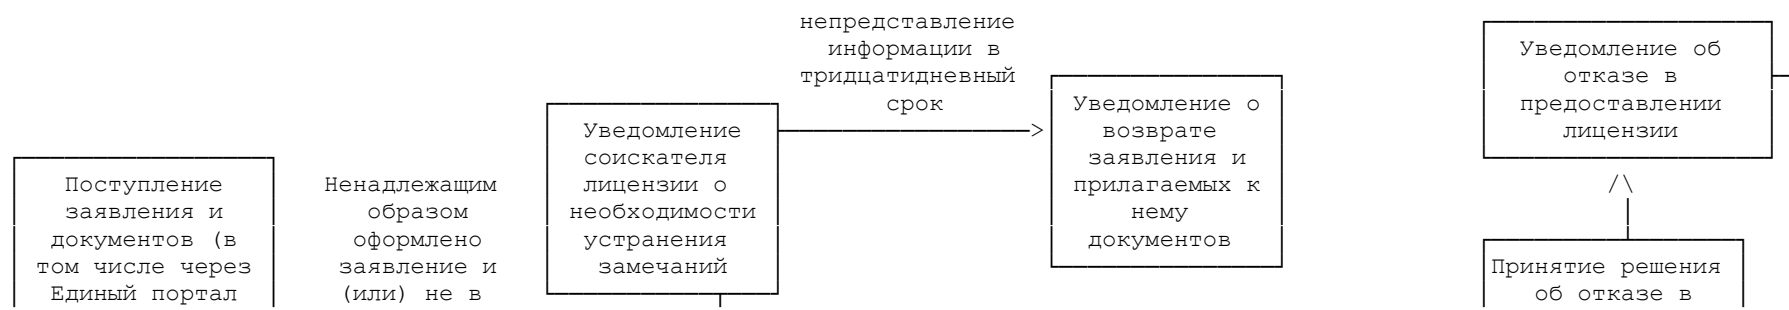 Поступление
заявления и
документов (в
том числе через
Единый портал
Ненадлежащим
образом
оформлено
заявление и
(или) не в
Уведомление
соискателя
лицензии о
необходимости
устранения
замечаний
непредставление
информации в
тридцатидневный
срок
Уведомление о
возврате
заявления и
прилагаемых к
нему
документов
Уведомление об
отказе в
предоставлении
лицензии
Принятие решения
об отказе в